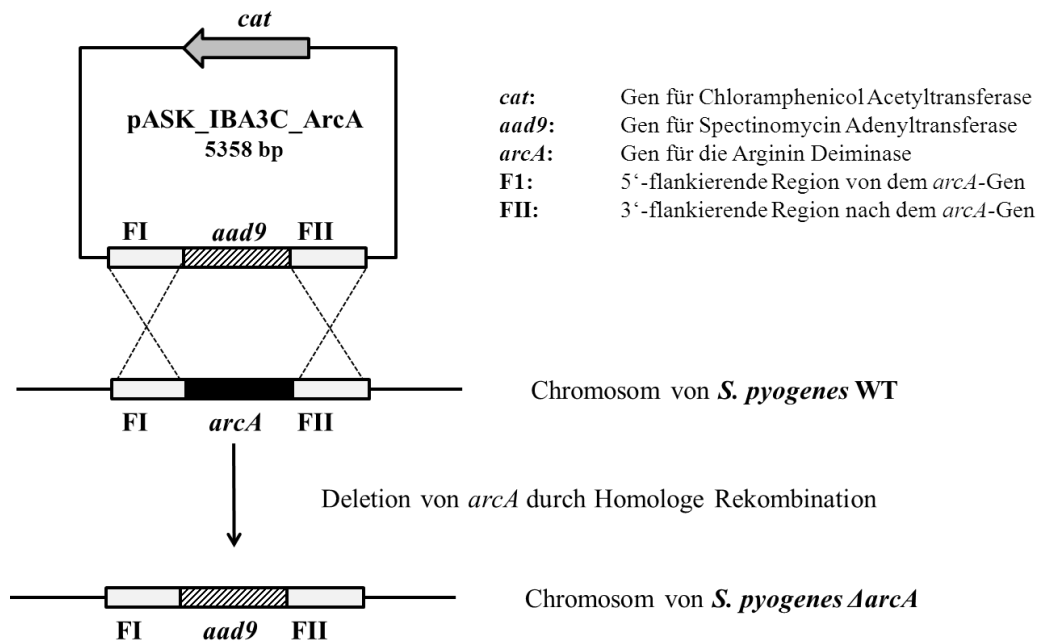 cat
pASK_IBA3C_ArcA
5358 bp
FI aad9 FII
cat: Gen für Chloramphenicol Acetyltransferase
aad9: Gen für Spectinomycin Adenyltransferase
arcA: Gen für die Arginin Deiminase
F1: 5‘-flankierende Region von dem arcA-Gen
FII: 3‘-flankierende Region nach dem arcA-Gen
Chromosom von S. pyogenes WT
FI arcA FII
Deletion von arcA durch Homologe Rekombination
Chromosom von S. pyogenes ΔarcA
FI aad9 FII